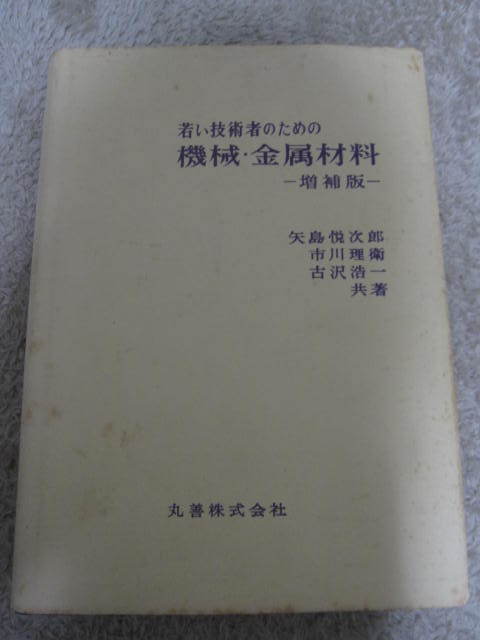 若い技術者のための
機械・金属材料
―増補版―
矢島悦次郎
市川理衛
古沢浩一
共著
丸善株式会社